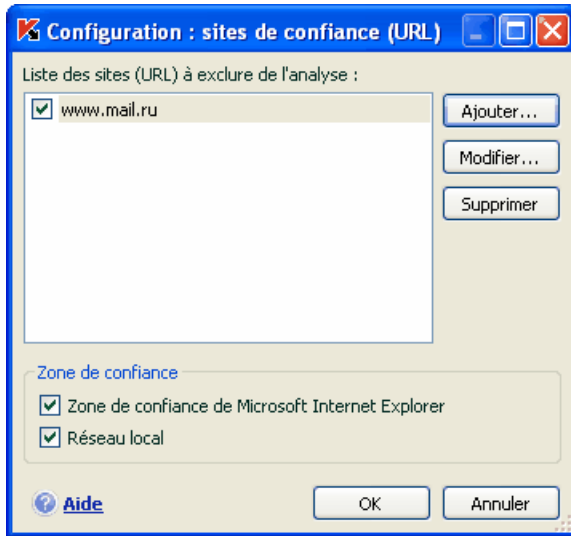 Configuration : sites de confiance (URL)
Liste des sites (URL) à exclure de l'analyse :
www.mail.ru
Ajouter...
Modifier...
Supprimer
Zone de confiance
Zone de confiance de Microsoft Internet Explorer
Réseau local
Aide
OK
Annuler